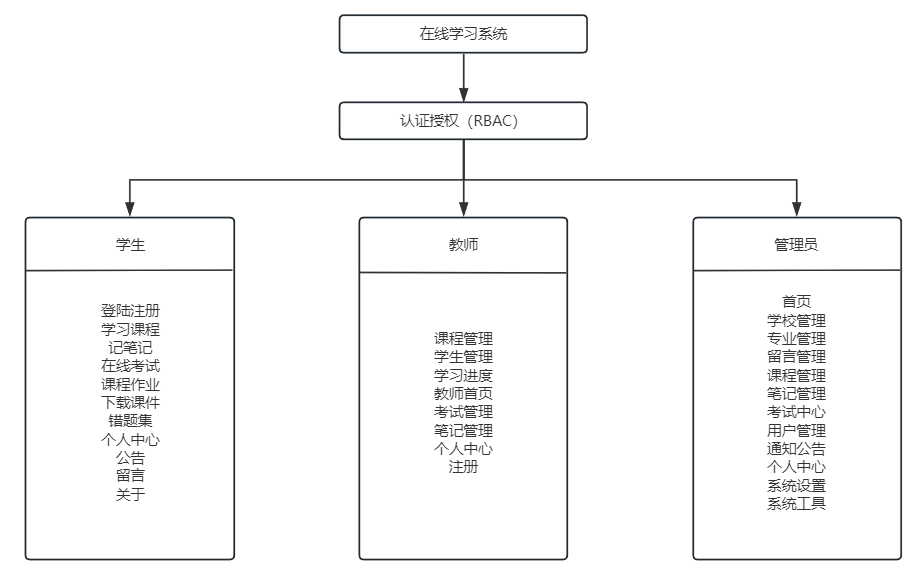 在线学习系统
认证授权（RBAC）
学生
登陆注册
学习课程
记笔记
在线考试
课程作业
下载课件
错题集
个人中心
公告
留言
关于
教师
课程管理
学生管理
学习进度
教师首页
考试管理
笔记管理
个人中心
注册
管理员
首页
学校管理
专业管理
留言管理
课程管理
笔记管理
考试中心
用户管理
通知公告
个人中心
系统设置
系统工具